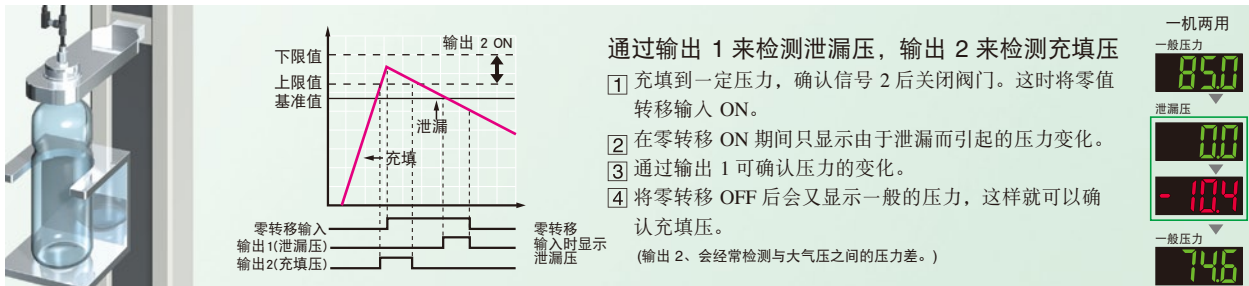 下限值
上限值
基准值
输出 2 ON
泄漏
充填
零转移输入
输出1(泄漏压)
输出2(充填压)
零转移
输入时显示
泄漏压
通过输出 1 来检测泄漏压，输出 2 来检测充填压
1 充填到一定压力，确认信号 2 后关闭阀门。这时将零值
转移输入 ON。
2 在零转移 ON 期间只显示由于泄漏而引起的压力变化。
3 通过输出 1 可确认压力的变化。
4 将零转移 OFF 后会又显示一般的压力，这样就可以确
认充填压。
(输出 2、会经常检测与大气压之间的压力差。)
一机两用
一般压力
85.0
泄漏压
0.0
-10.4
一般压力
74.6